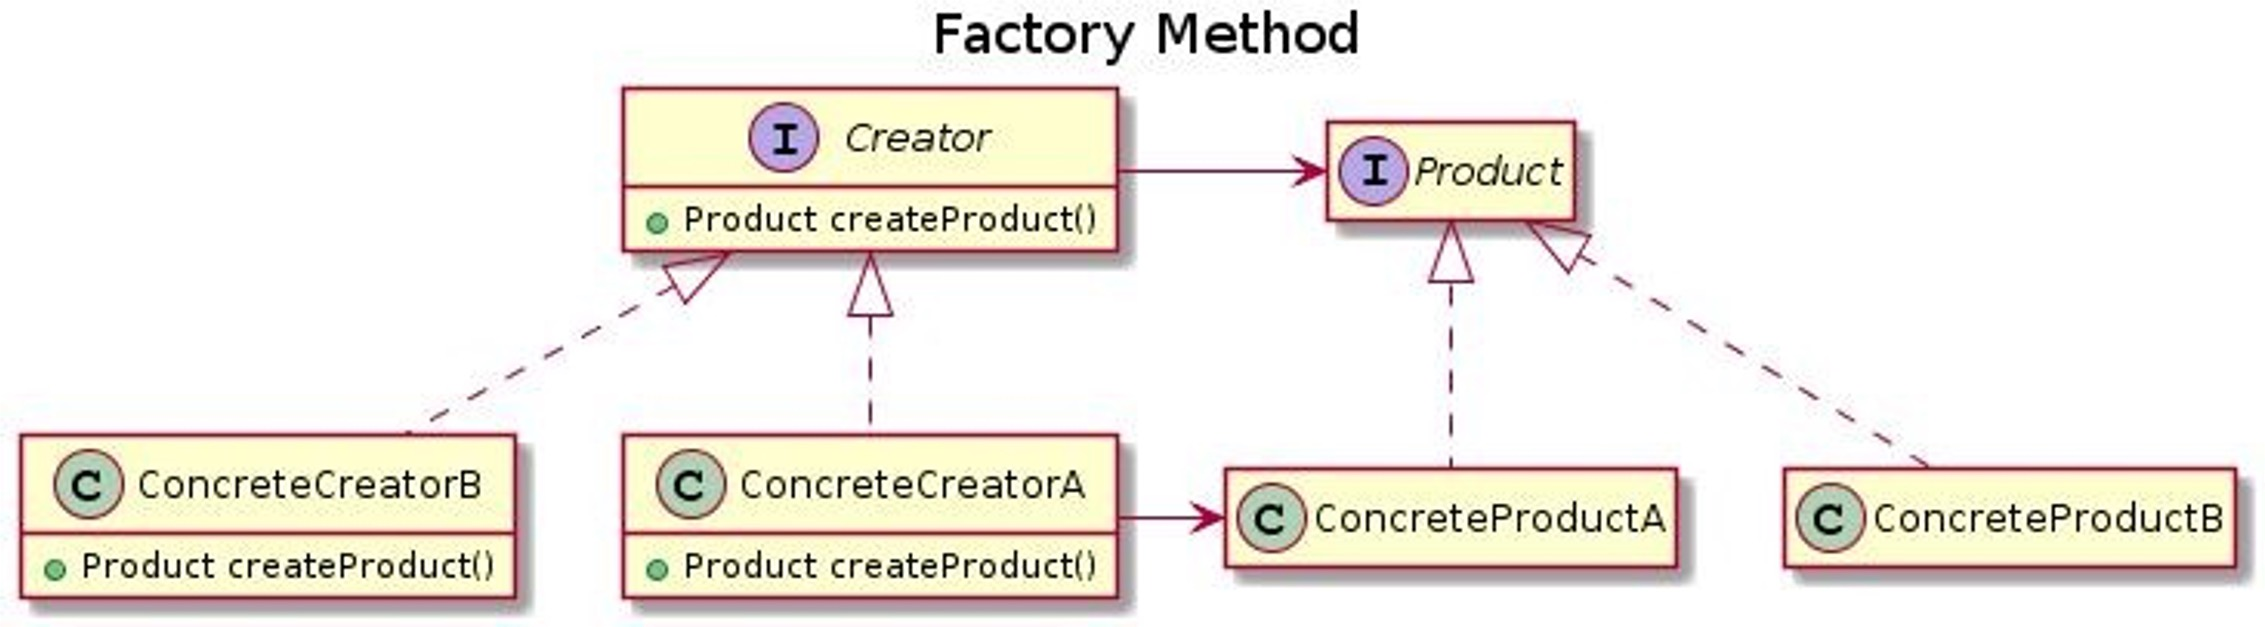 Factory Method
I Creator
Product createProduct()
I Product
C ConcreteCreatorB
Product createProduct()
C ConcreteCreatorA
Product createProduct()
C ConcreteProductA
C ConcreteProductB